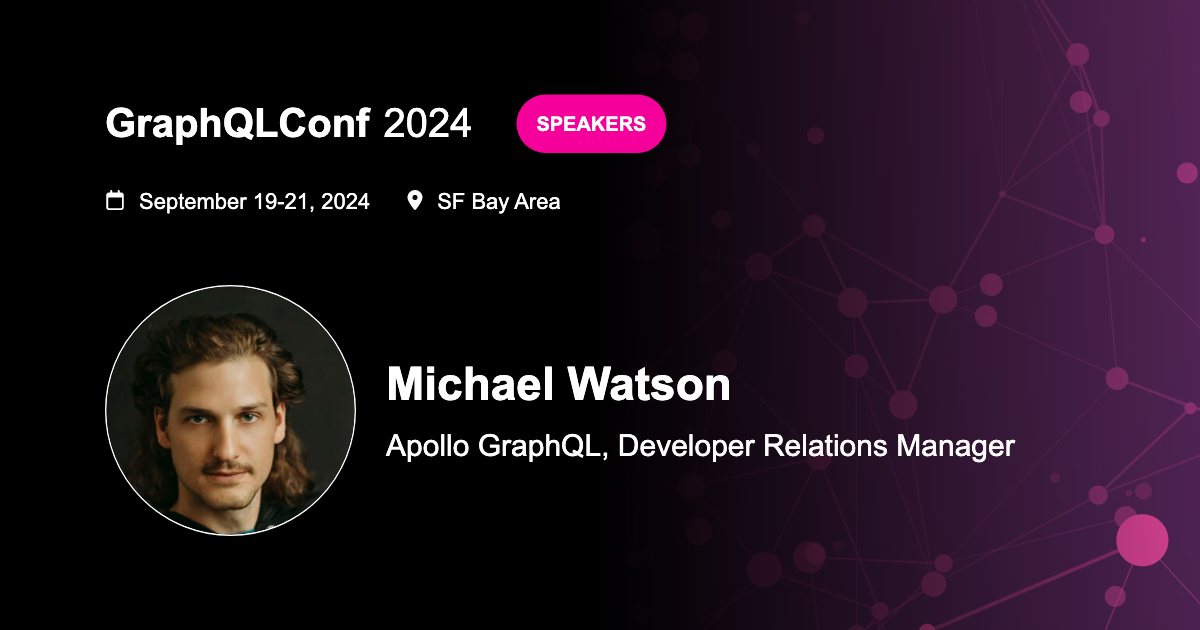 GraphQLConf 2024 SPEAKERS
September 19-21, 2024 SF Bay Area
Michael Watson
Apollo GraphQL, Developer Relations Manager